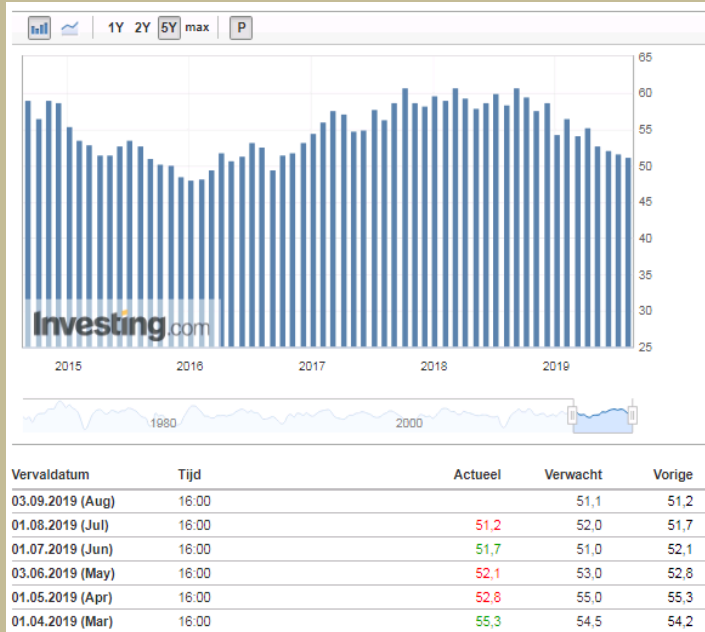 1Y 2Y 5Y max P
65
60
55
50
45
40
35
30
25
Investing.com
2015 2016 2017 2018 2019
1980 2000
Vervaldatum Tijd Actueel Verwacht Vorige
03.09.2019 (Aug) 16:00 51,1 51,2
01.08.2019 (Jul) 16:00 51,2 52,0 51,7
01.07.2019 (Jun) 16:00 51,7 51,0 52,1
03.06.2019 (May) 16:00 52,1 53,0 52,8
01.05.2019 (Apr) 16:00 52,8 55,0 55,3
01.04.2019 (Mar) 16:00 55,3 54,5 54,2